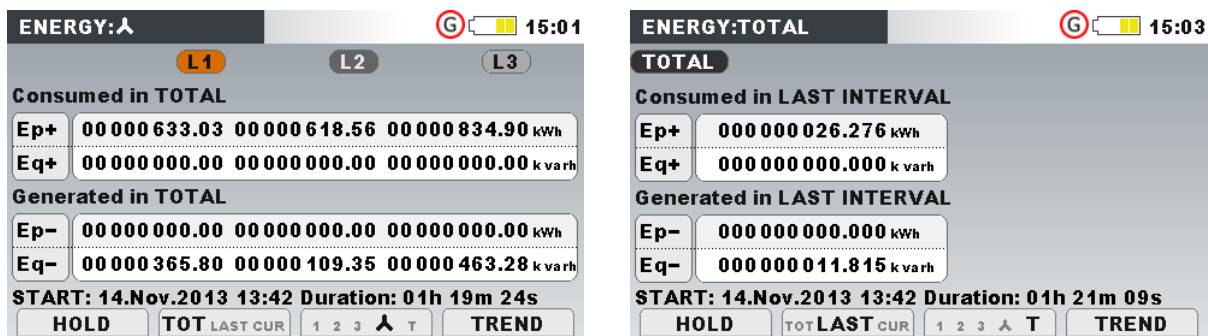 ENERGY:⅄ G 15:01
L1 L2 L3
Consumed in TOTAL
Ep+ 00000633.03 00000618.56 00000834.90 kWh
Eq+ 00000000.00 00000000.00 00000000.00 k varh
Generated in TOTAL
Ep− 00000000.00 00000000.00 00000000.00 kWh
Eq− 00000365.80 00000109.35 00000463.28 k varh
START: 14.Nov.2013 13:42 Duration: 01h 19m 24s
HOLD TOT LAST CUR 1 2 3 ⅄ T TREND
ENERGY:TOTAL G 15:03
TOTAL
Consumed in LAST INTERVAL
Ep+ 000000026.276 kWh
Eq+ 000000000.000 k varh
Generated in LAST INTERVAL
Ep− 000000000.000 kWh
Eq− 000000011.815 k varh
START: 14.Nov.2013 13:42 Duration: 01h 21m 09s
HOLD TOT LAST CUR 1 2 3 ⅄ T TREND